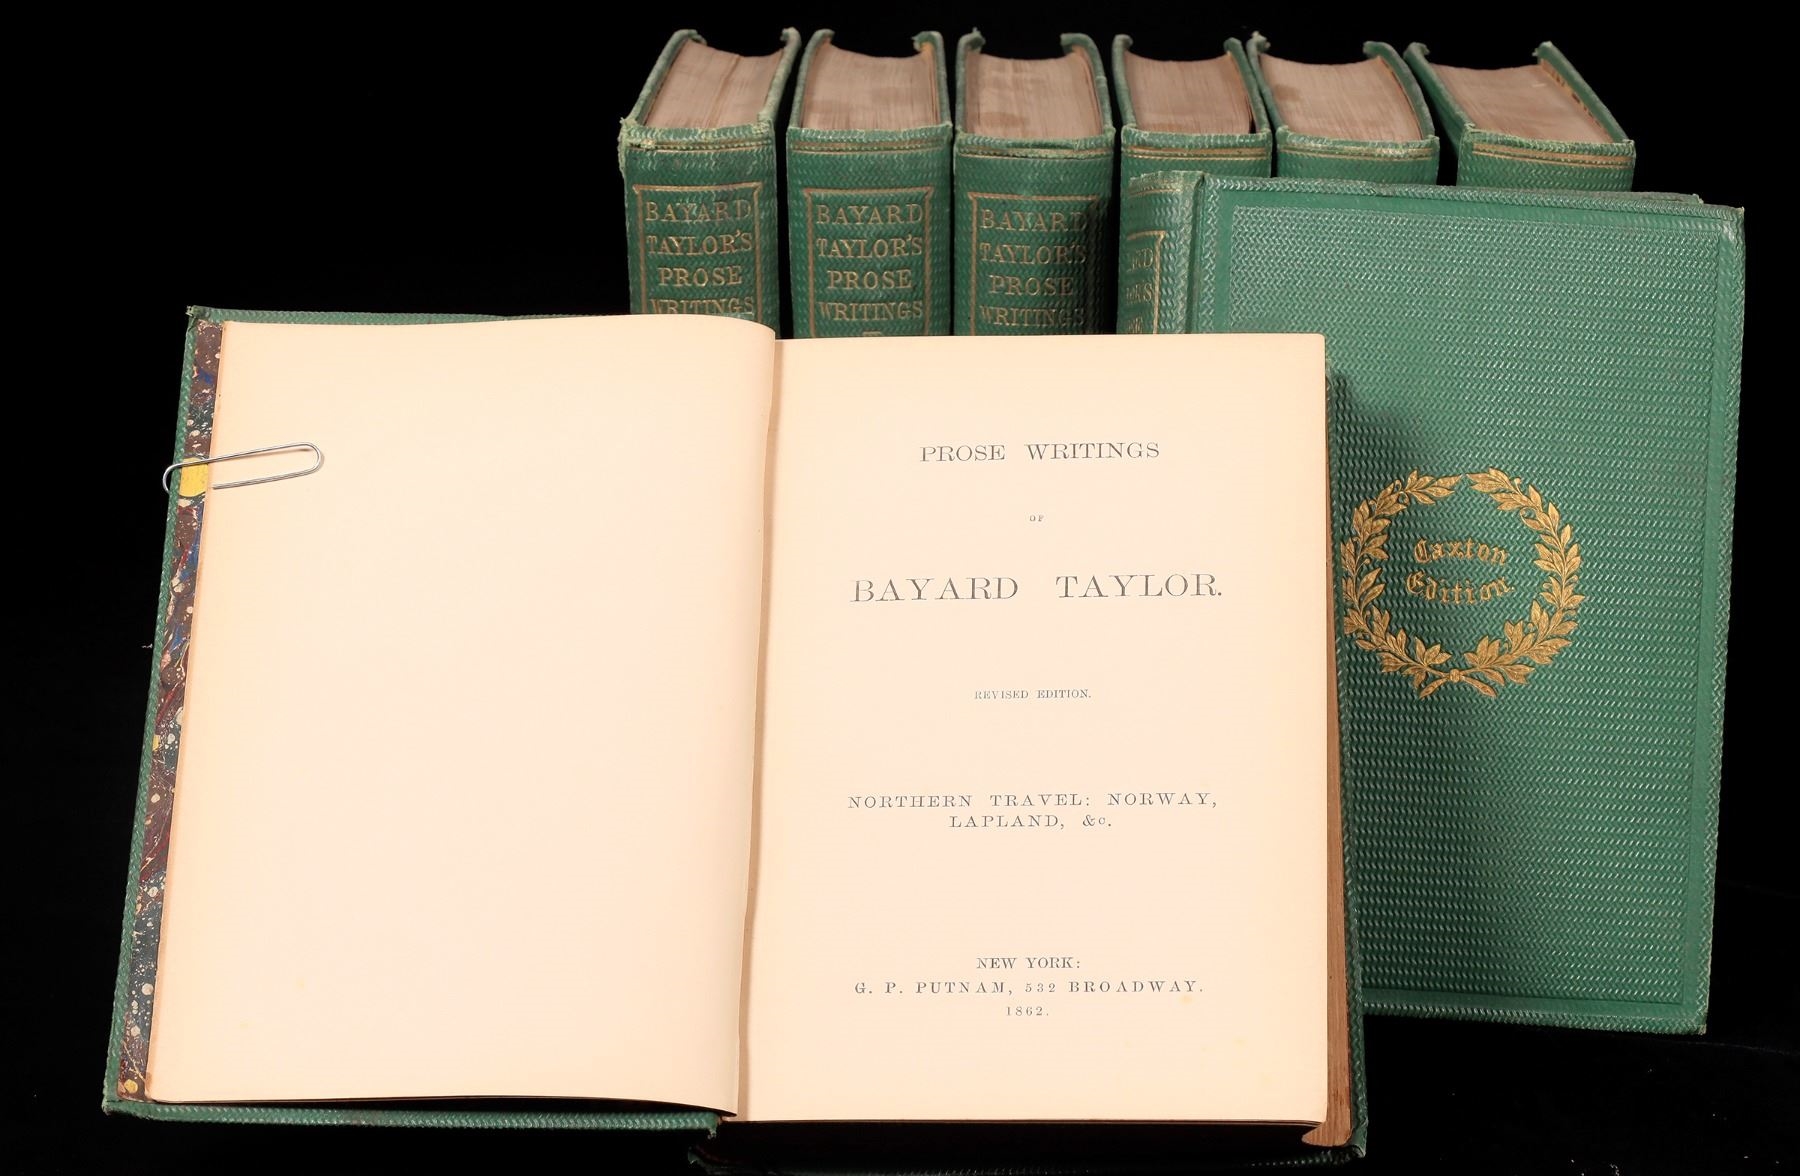 BAYARD
TAYLOR'S
PROSE
WRITINGS
BAYARD
TAYLOR'S
PROSE
WRITINGS
BAYARD
TAYLOR'S
PROSE
WRITINGS
PROSE WRITINGS
OF
BAYARD TAYLOR.
REVISED EDITION.
NORTHERN TRAVEL: NORWAY,
LAPLAND, &c.
NEW YORK:
G. P. PUTNAM, 532 BROADWAY.
1862.
Caxton
Edition